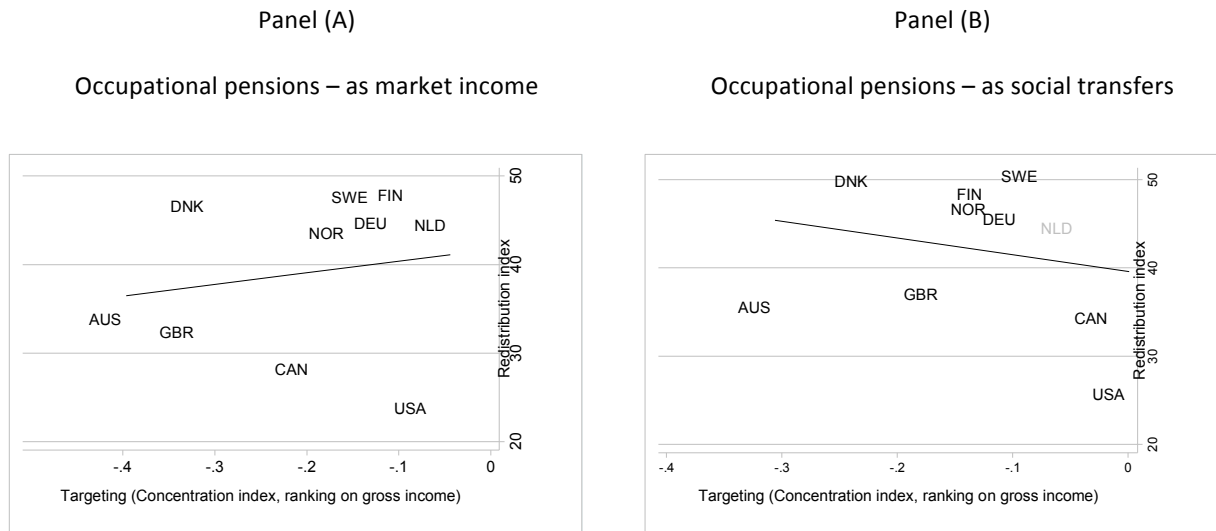 Panel (A)
Occupational pensions – as market income
DNK
SWE
FIN
NOR
DEU
NLD
AUS
GBR
CAN
USA
50
40
30
20
Redistribution index
-.4 -.3 -.2 -.1 0
Targeting (Concentration index, ranking on gross income)
Panel (B)
Occupational pensions – as social transfers
DNK
SWE
FIN
NOR
DEU
NLD
GBR
AUS
CAN
USA
50
40
30
20
Redistribution index
-.4 -.3 -.2 -.1 0
Targeting (Concentration index, ranking on gross income)